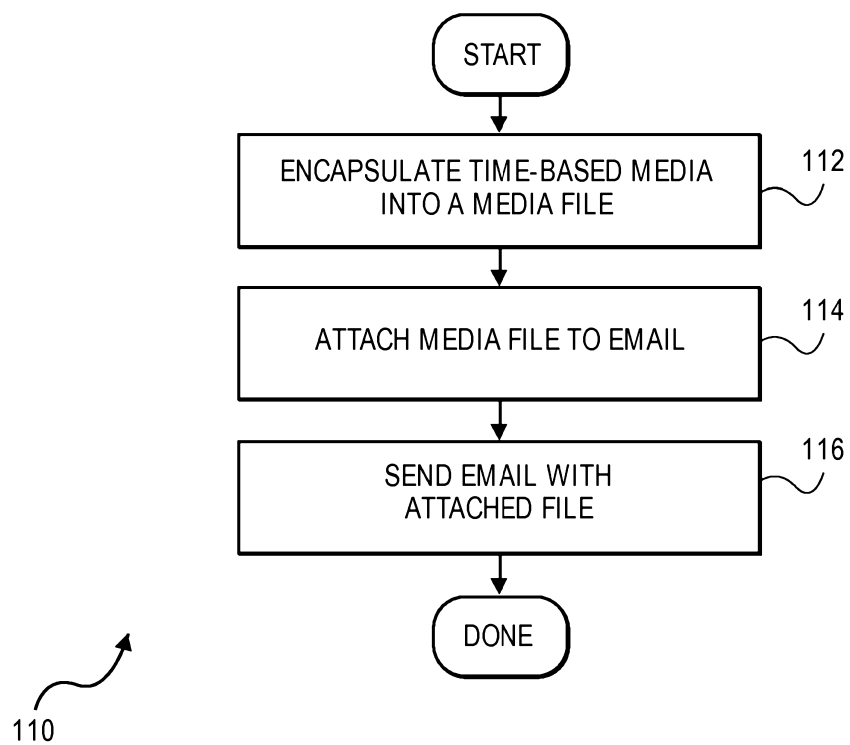 START
ENCAPSULATE TIME-BASED MEDIA
INTO A MEDIA FILE
112
ATTACH MEDIA FILE TO EMAIL
114
SEND EMAIL WITH
ATTACHED FILE
116
DONE
110